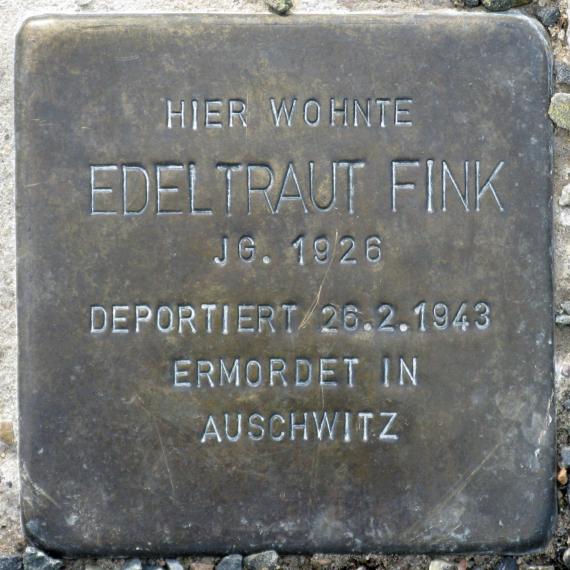 HIER WOHNTE
EDELTRAUT FINK
JG. 1926
DEPORTIERT 26.2.1943
ERMORDET IN
AUSCHWITZ